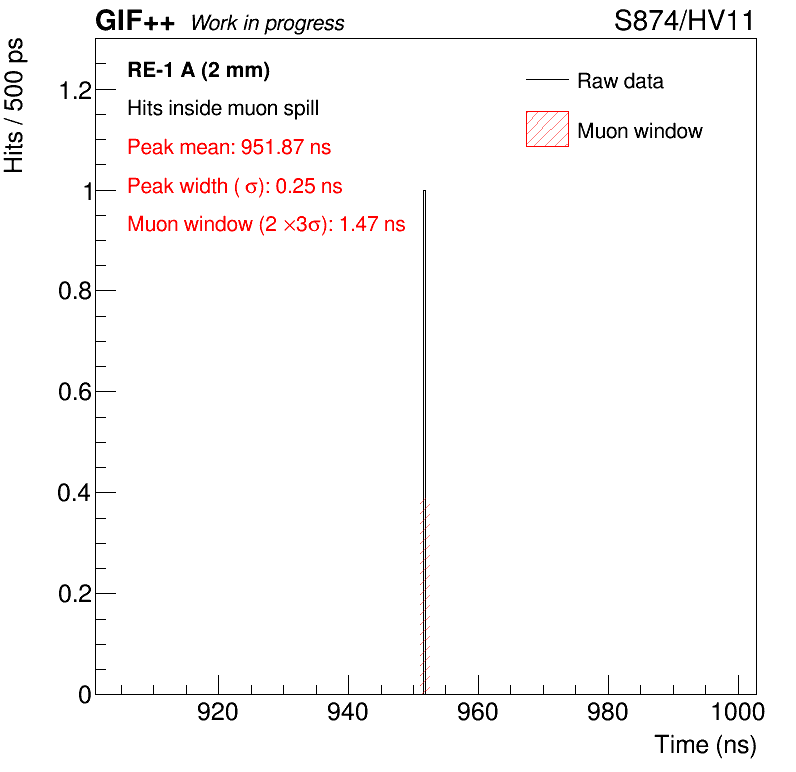 GIF++ Work in progress S874/HV11
Hits / 500 ps
RE-1 A (2 mm)
Hits inside muon spill
Peak mean: 951.87 ns
Peak width ( σ): 0.25 ns
Muon window (2 ×3σ): 1.47 ns
Raw data
Muon window
1.2
1
0.8
0.6
0.4
0.2
0
920 940 960 980 1000
Time (ns)